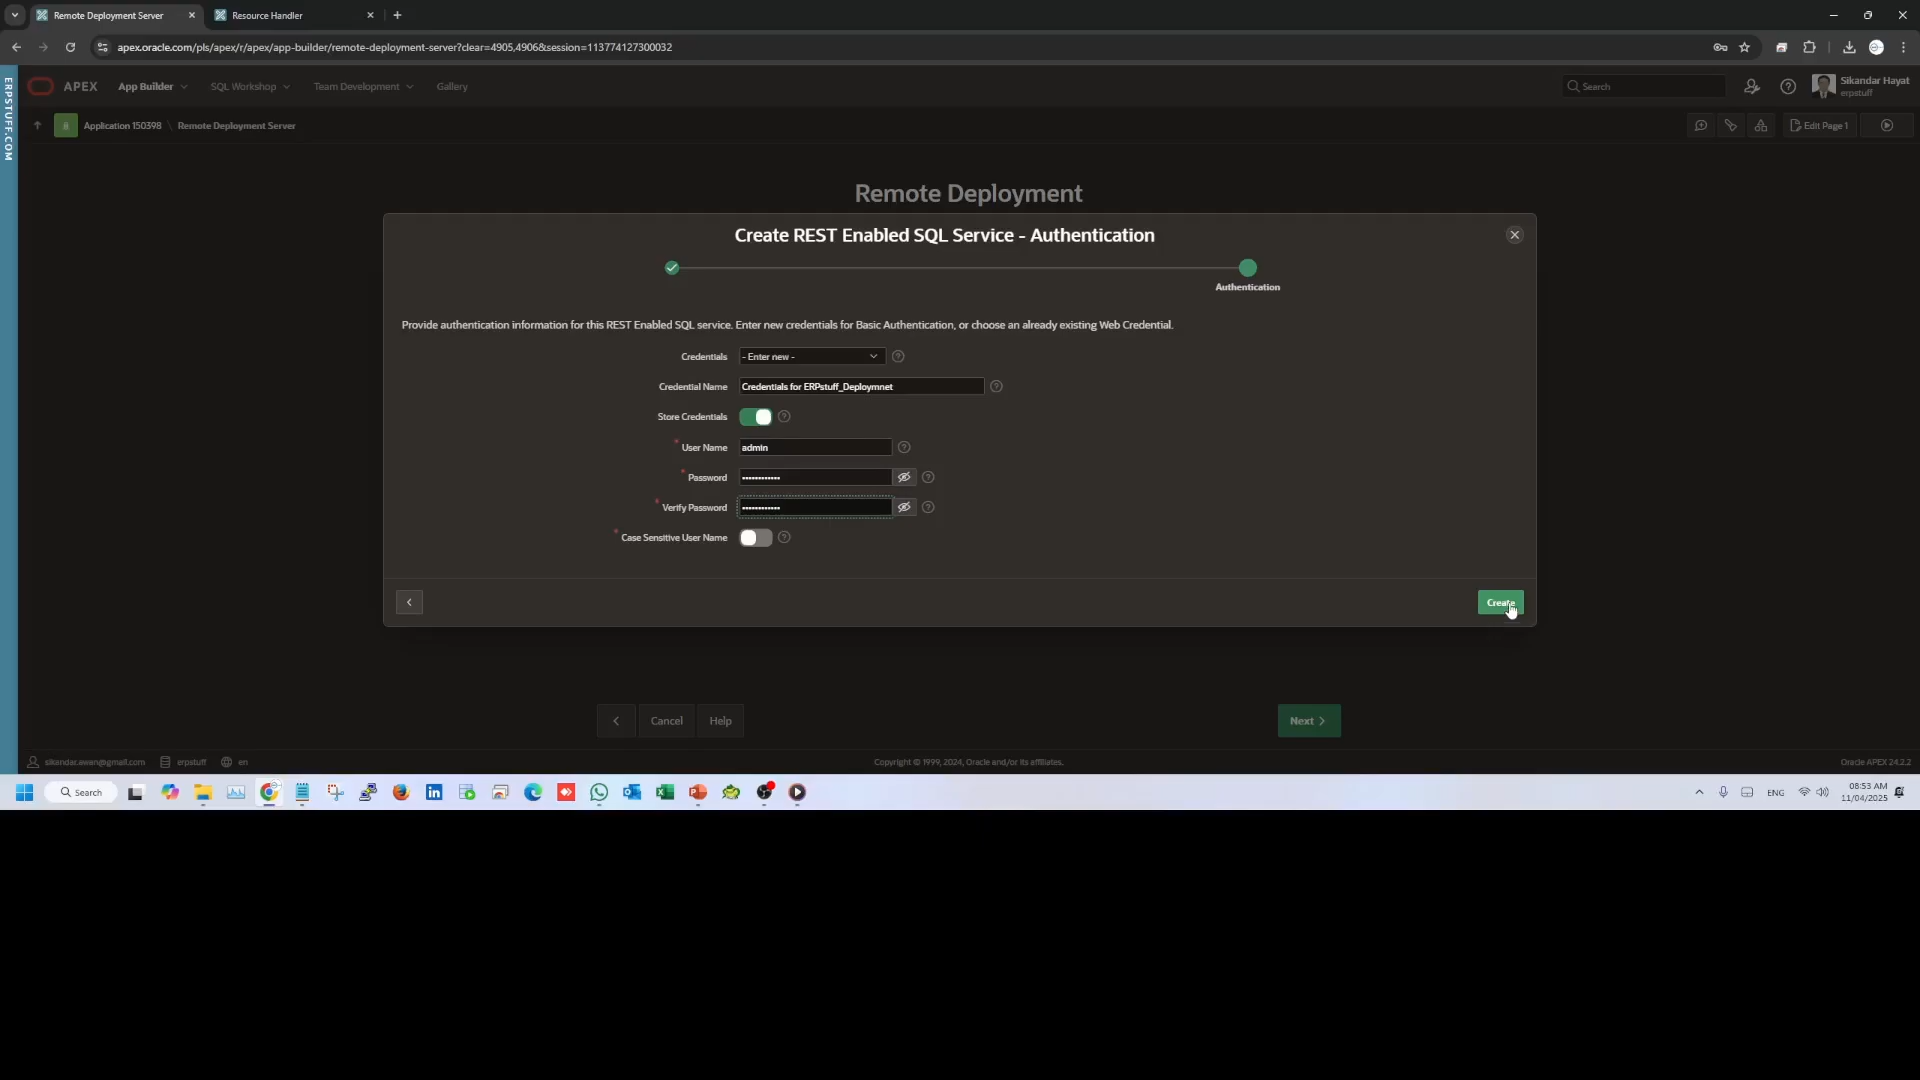 Remote Deployment Server
Resource Handler
apex.oracle.com/pls/apex/r/apex/app-builder/remote-deployment-server?clear=4905,4906&session=113774127300032
ERPSTUFF.COM
APEX
App Builder
SQL Workshop
Team Development
Gallery
Search
Sikandar Hayat
erpstuff
Application 150398 \ Remote Deployment Server
Edit Page 1
Remote Deployment
Create REST Enabled SQL Service - Authentication
Authentication
Provide authentication information for this REST Enabled SQL service. Enter new credentials for Basic Authentication, or choose an already existing Web Credential.
Credentials
- Enter new -
Credential Name
Credentials for ERPstuff_Deploymnet
Store Credentials
User Name
admin
Password
Verify Password
Case Sensitive User Name
Create
Cancel
Help
Next
sikandar.awan@gmail.com
erpstuff
en
Copyright © 1999, 2024, Oracle and/or its affiliates.
Oracle APEX 24.2.2
Search
ENG
08:53 AM
11/04/2025